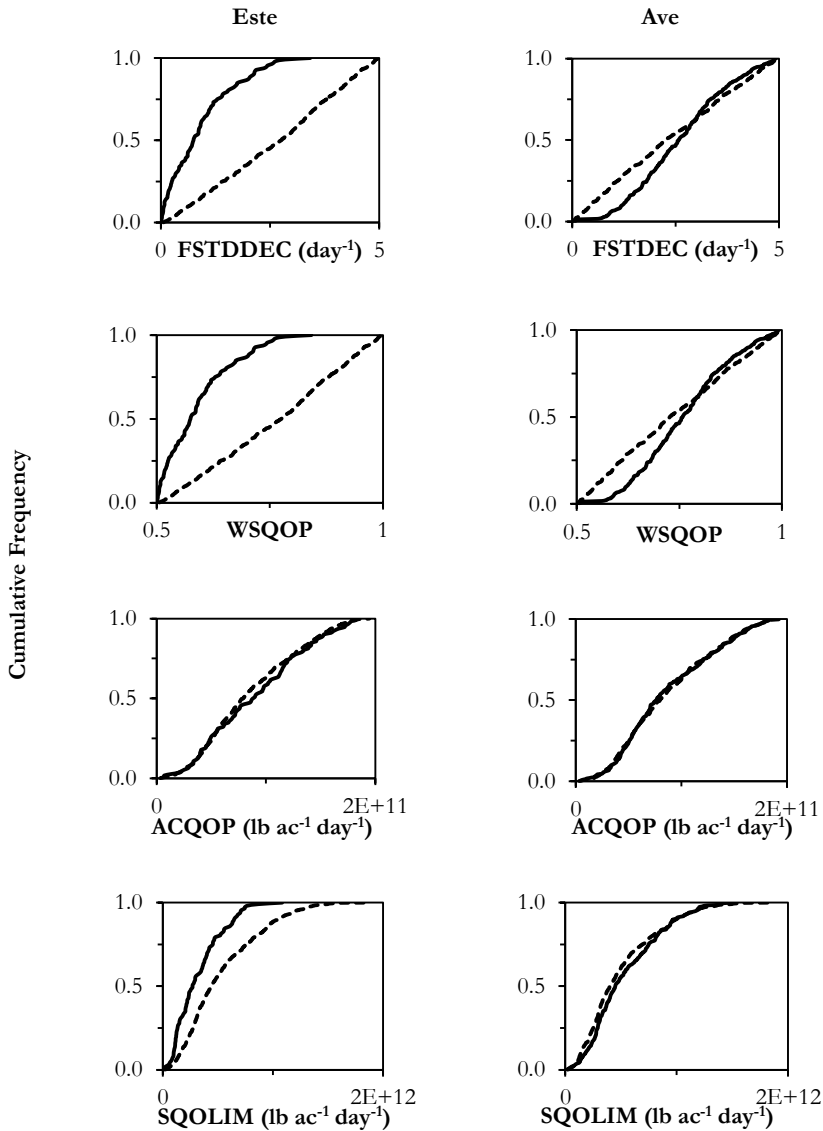 Este Ave
Cumulative Frequency
1.0 1.0
0.5 0.5
0.0 0.0
0 FSTDDEC (day⁻¹) 5 0 FSTDEC (day⁻¹) 5
1.0 1.0
0.5 0.5
0.0 0.0
0.5 WSQOP 1 0.5 WSQOP 1
1.0 1.0
0.5 0.5
0.0 0.0
0 2E+11 0 2E+11
ACQOP (lb ac⁻¹ day⁻¹) ACQOP (lb ac⁻¹ day⁻¹)
1.0 1.0
0.5 0.5
0.0 0.0
0 2E+12 0 2E+12
SQOLIM (lb ac⁻¹ day⁻¹) SQOLIM (lb ac⁻¹ day⁻¹)